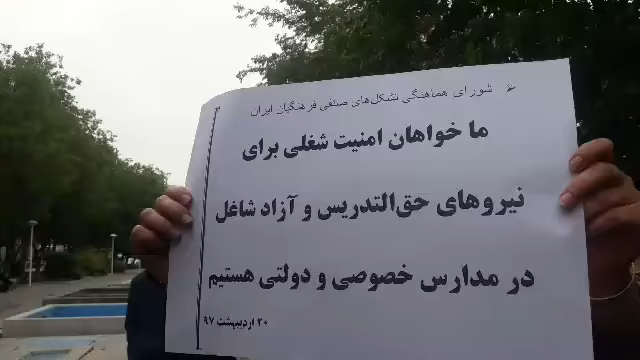 شورای هماهنگی تشکل‌های صنفی فرهنگیان ایران
ما خواهان امنیت شغلی برای
نیروهای حق‌التدریس و آزاد شاغل
در مدارس خصوصی و دولتی هستیم
۲۰ اردیبهشت ۹۷